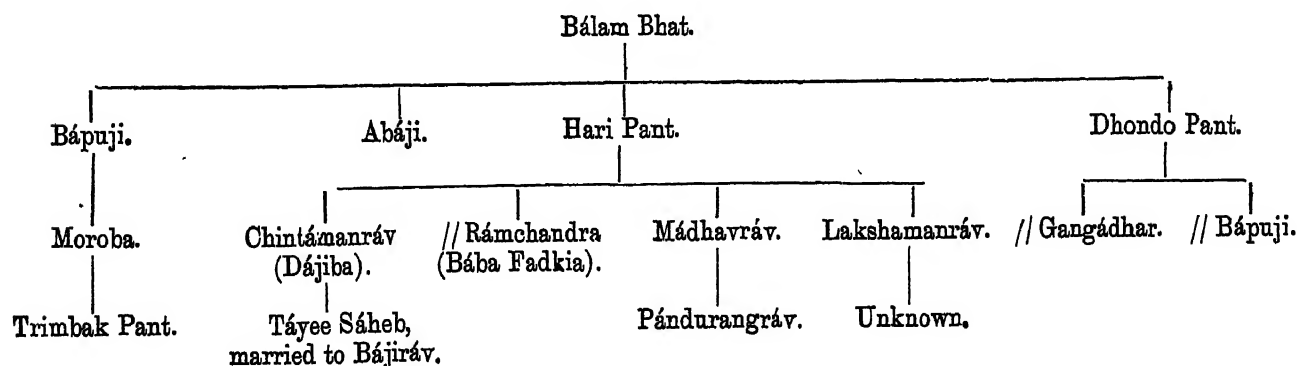 Bálam Bhat.
Bápuji. Abáji. Hari Pant. Dhondo Pant.
Moroba. Chintámanráv // Rámchandra Mádhavráv. Lakshamanráv. // Gangádhar. // Bápuji.
(Dájiba). (Bába Fadkia).
Trimbak Pant. Táyee Sáheb, Pándurangráv. Unknown.
married to Bájiráv.